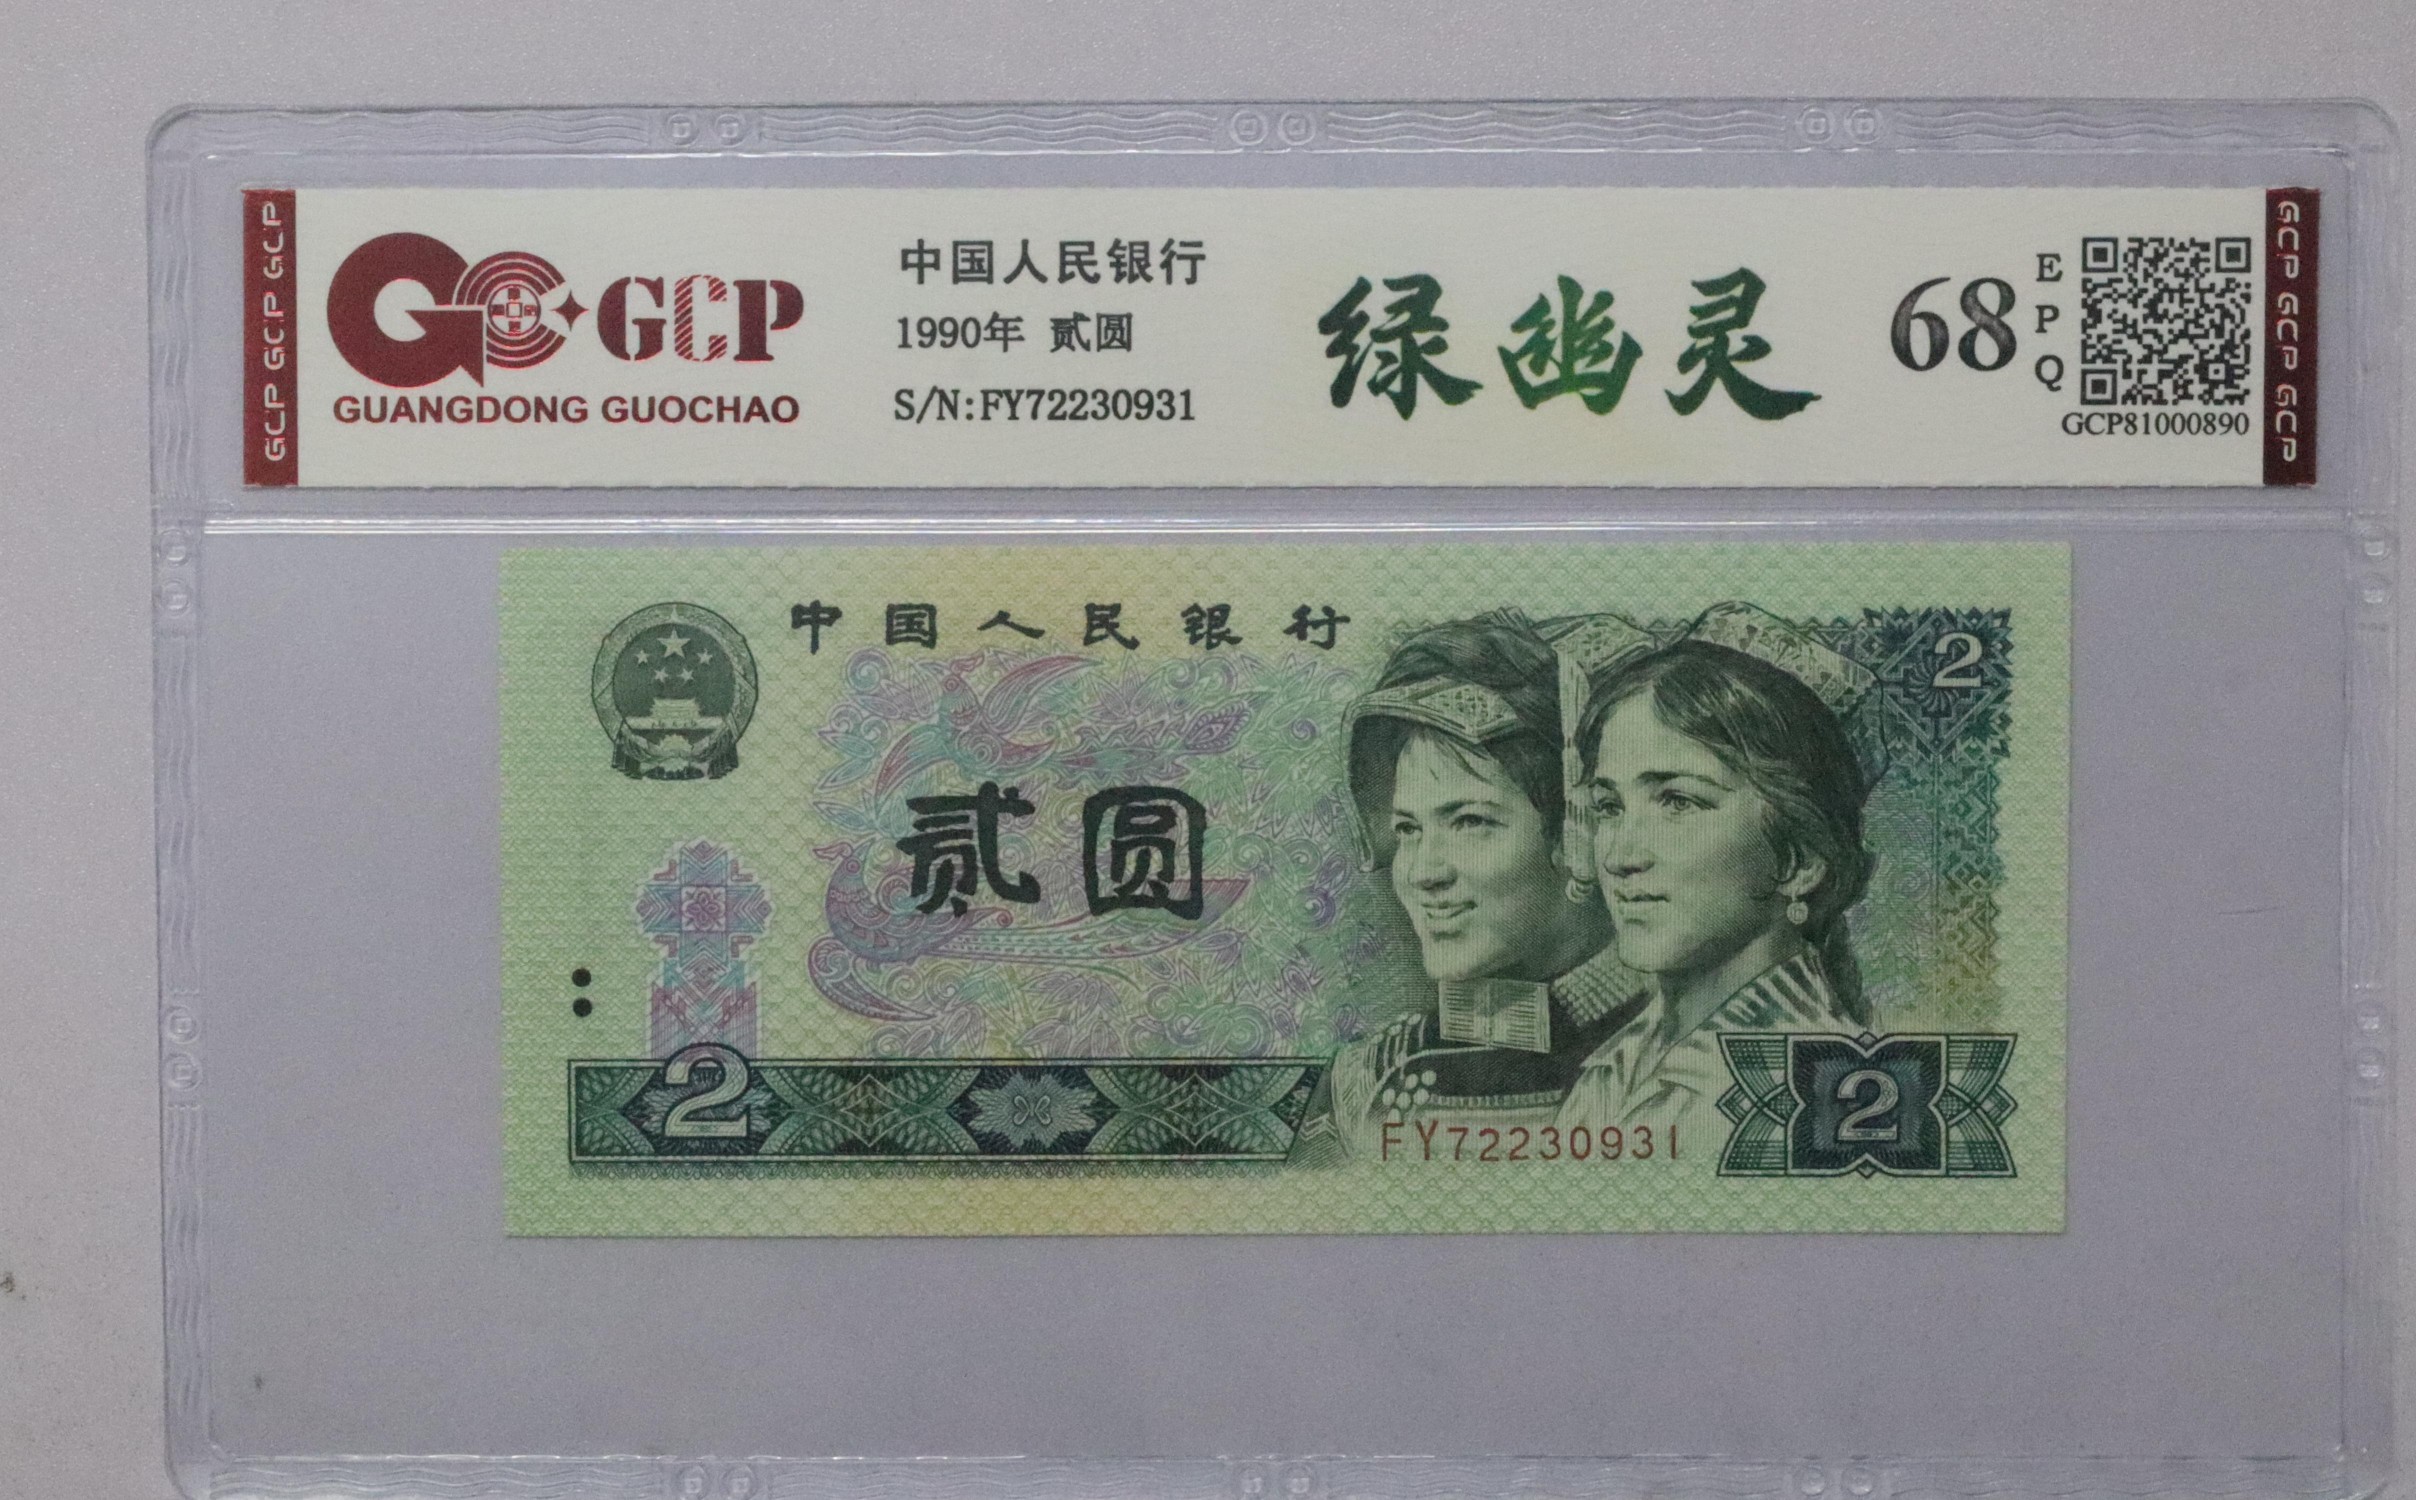 GCP GCP GCP
GCP
GUANGDONG GUOCHAO
中国人民银行
1990年 贰圆
S/N:FY72230931
绿幽灵
68
EPQ
GCP81000890
GCP GCP GCP
中国人民银行
2
贰圆
2
FY72230931
2